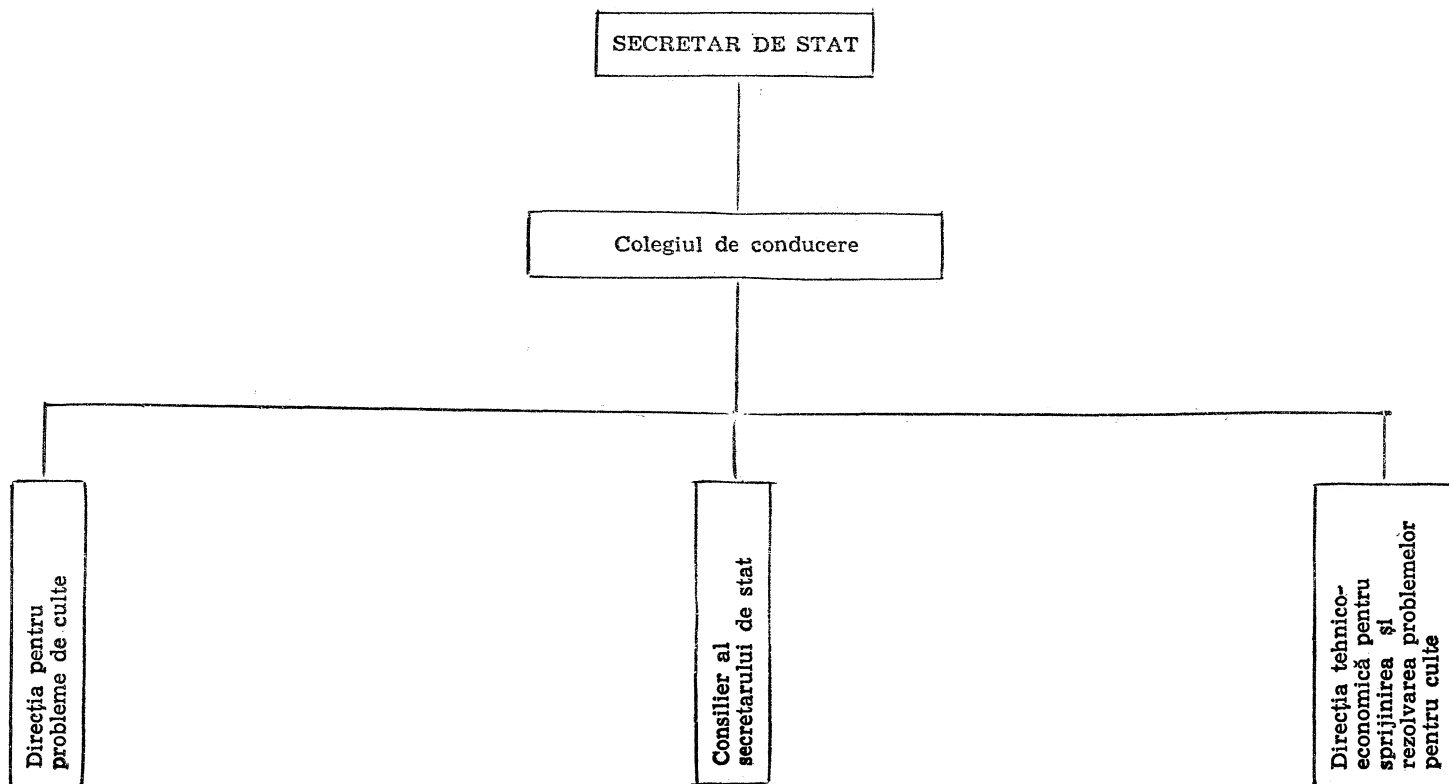 SECRETAR DE STAT
Colegiul de conducere
Direcția pentru
probleme de culte
Consilier al
secretarului de stat
Direcția tehnico-
economică pentru
sprijinirea și
rezolvarea problemelor
pentru culte